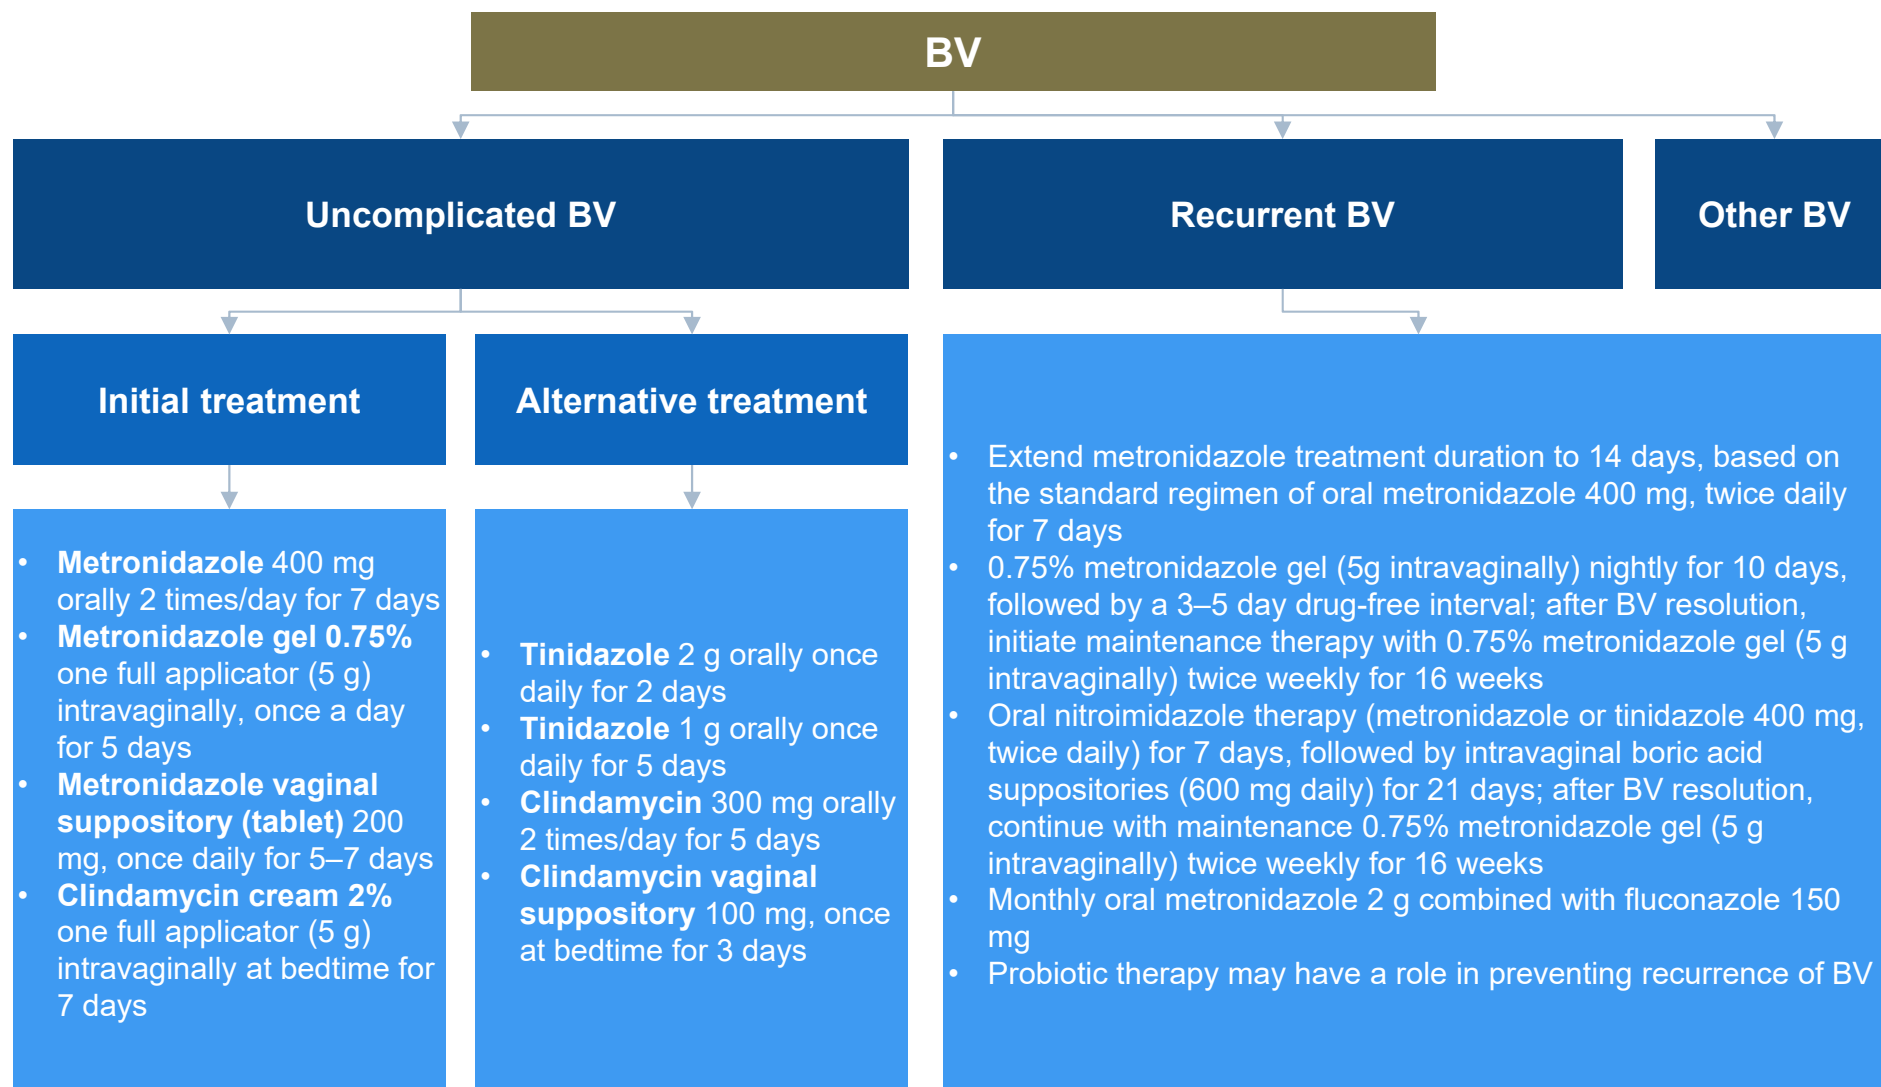 BV
Uncomplicated BV
Recurrent BV
Other BV
Initial treatment
Alternative treatment
• Metronidazole 400 mg
orally 2 times/day for 7 days
• Metronidazole gel 0.75%
one full applicator (5 g)
intravaginally, once a day
for 5 days
• Metronidazole vaginal
suppository (tablet) 200
mg, once daily for 5–7 days
• Clindamycin cream 2%
one full applicator (5 g)
intravaginally at bedtime for
7 days
• Tinidazole 2 g orally once
daily for 2 days
• Tinidazole 1 g orally once
daily for 5 days
• Clindamycin 300 mg orally
2 times/day for 5 days
• Clindamycin vaginal
suppository 100 mg, once
at bedtime for 3 days
• Extend metronidazole treatment duration to 14 days, based on
the standard regimen of oral metronidazole 400 mg, twice daily
for 7 days
• 0.75% metronidazole gel (5g intravaginally) nightly for 10 days,
followed by a 3–5 day drug-free interval; after BV resolution,
initiate maintenance therapy with 0.75% metronidazole gel (5 g
intravaginally) twice weekly for 16 weeks
• Oral nitroimidazole therapy (metronidazole or tinidazole 400 mg,
twice daily) for 7 days, followed by intravaginal boric acid
suppositories (600 mg daily) for 21 days; after BV resolution,
continue with maintenance 0.75% metronidazole gel (5 g
intravaginally) twice weekly for 16 weeks
• Monthly oral metronidazole 2 g combined with fluconazole 150
mg
• Probiotic therapy may have a role in preventing recurrence of BV